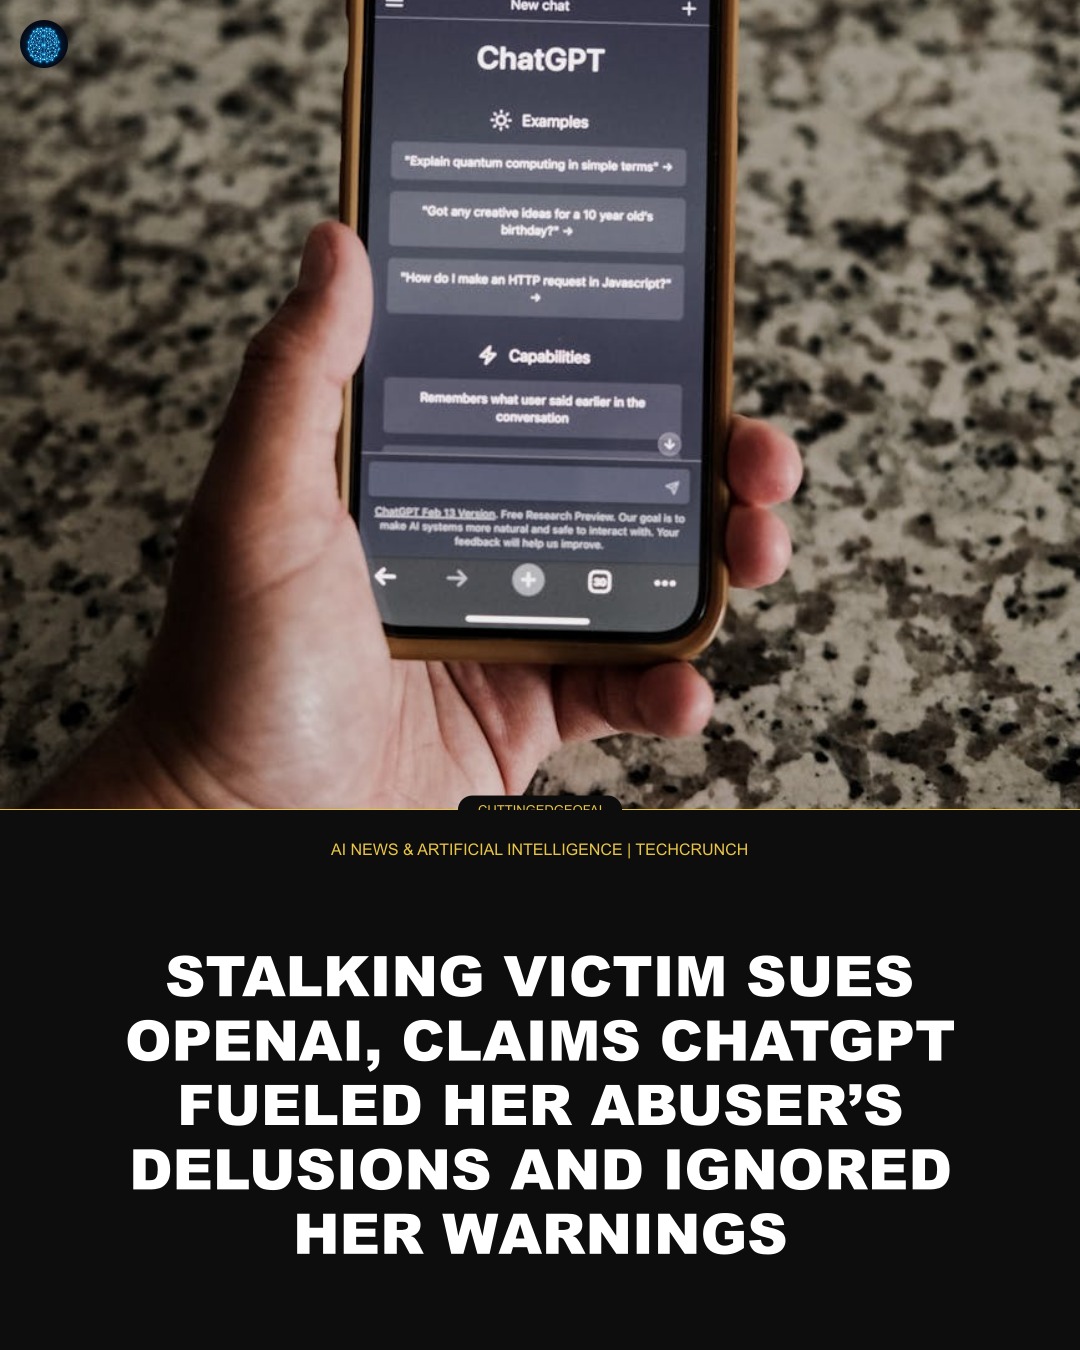 New chat
ChatGPT
Examples
"Explain quantum computing in simple terms" →
"Got any creative ideas for a 10 year old's
birthday?" →
"How do I make an HTTP request in Javascript?"
→
Capabilities
Remembers what user said earlier in the
conversation
ChatGPT Feb 13 Version. Free Research Preview. Our goal is to
make AI systems more natural and safe to interact with. Your
feedback will help us improve.
30
CUTTINGEDGEOFAI
AI NEWS & ARTIFICIAL INTELLIGENCE | TECHCRUNCH
STALKING VICTIM SUES
OPENAI, CLAIMS CHATGPT
FUELED HER ABUSER’S
DELUSIONS AND IGNORED
HER WARNINGS